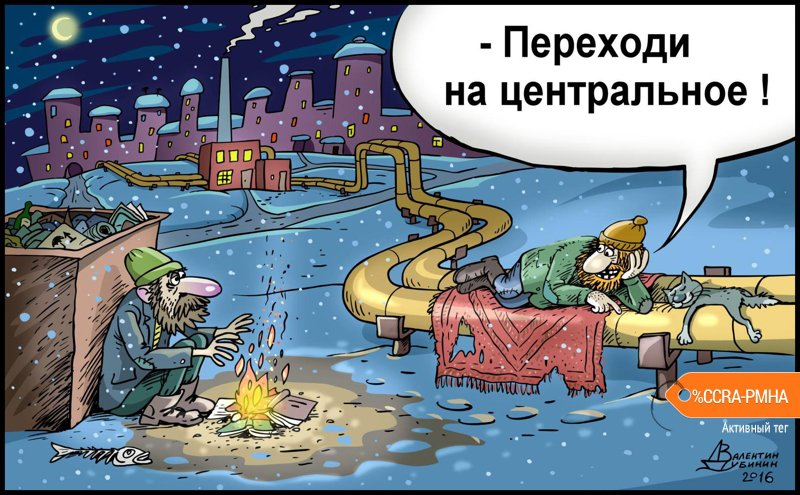 - Переходи
на центральное !
%CCRA-PMHA
Активный тег
Валентин
Дубинин
2016